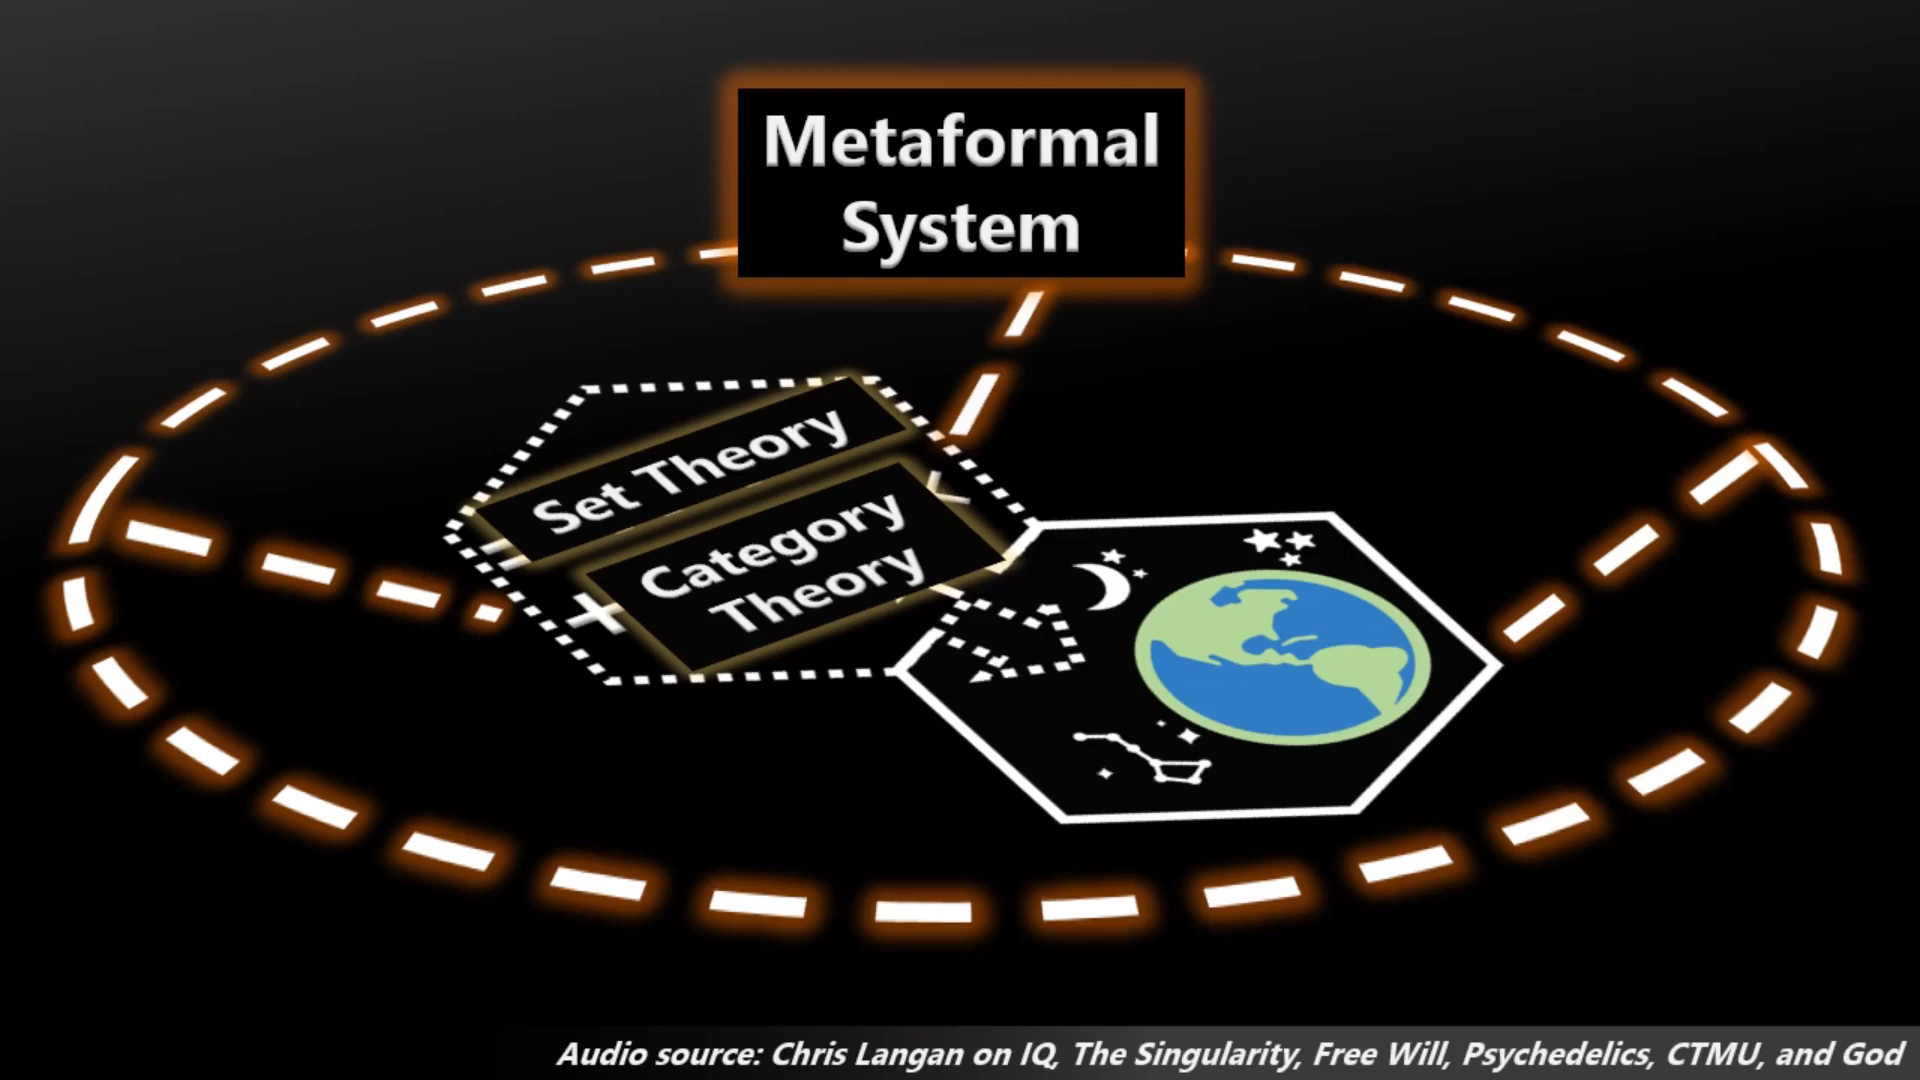 Metaformal
System
Set Theory
Category
Theory
Audio source: Chris Langan on IQ, The Singularity, Free Will, Psychedelics, CTMU, and God